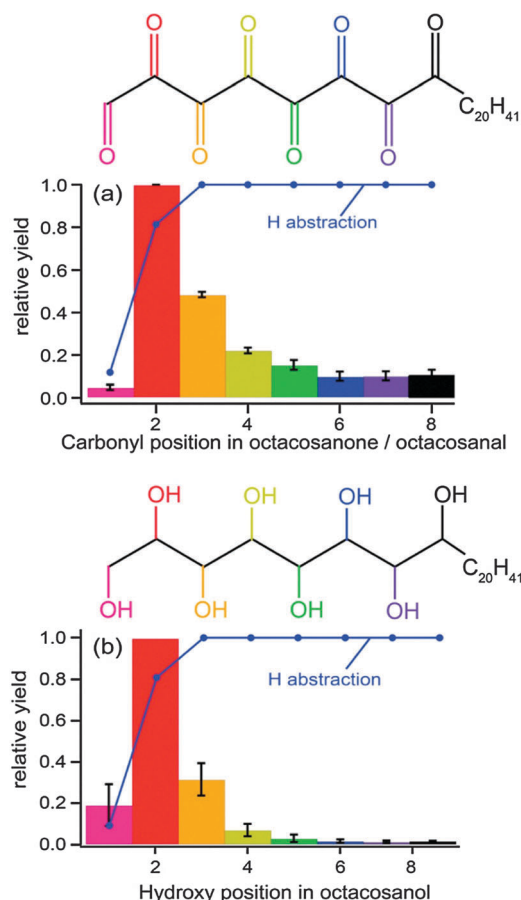 O O O O
O O O O
C₂₀H₄₁
(a)
H abstraction
relative yield
1.0
0.8
0.6
0.4
0.2
0.0
2 4 6 8
Carbonyl position in octacosanone / octacosanal
OH OH OH OH
C₂₀H₄₁
OH OH OH OH
(b)
H abstraction
relative yield
1.0
0.8
0.6
0.4
0.2
0.0
2 4 6 8
Hydroxy position in octacosanol